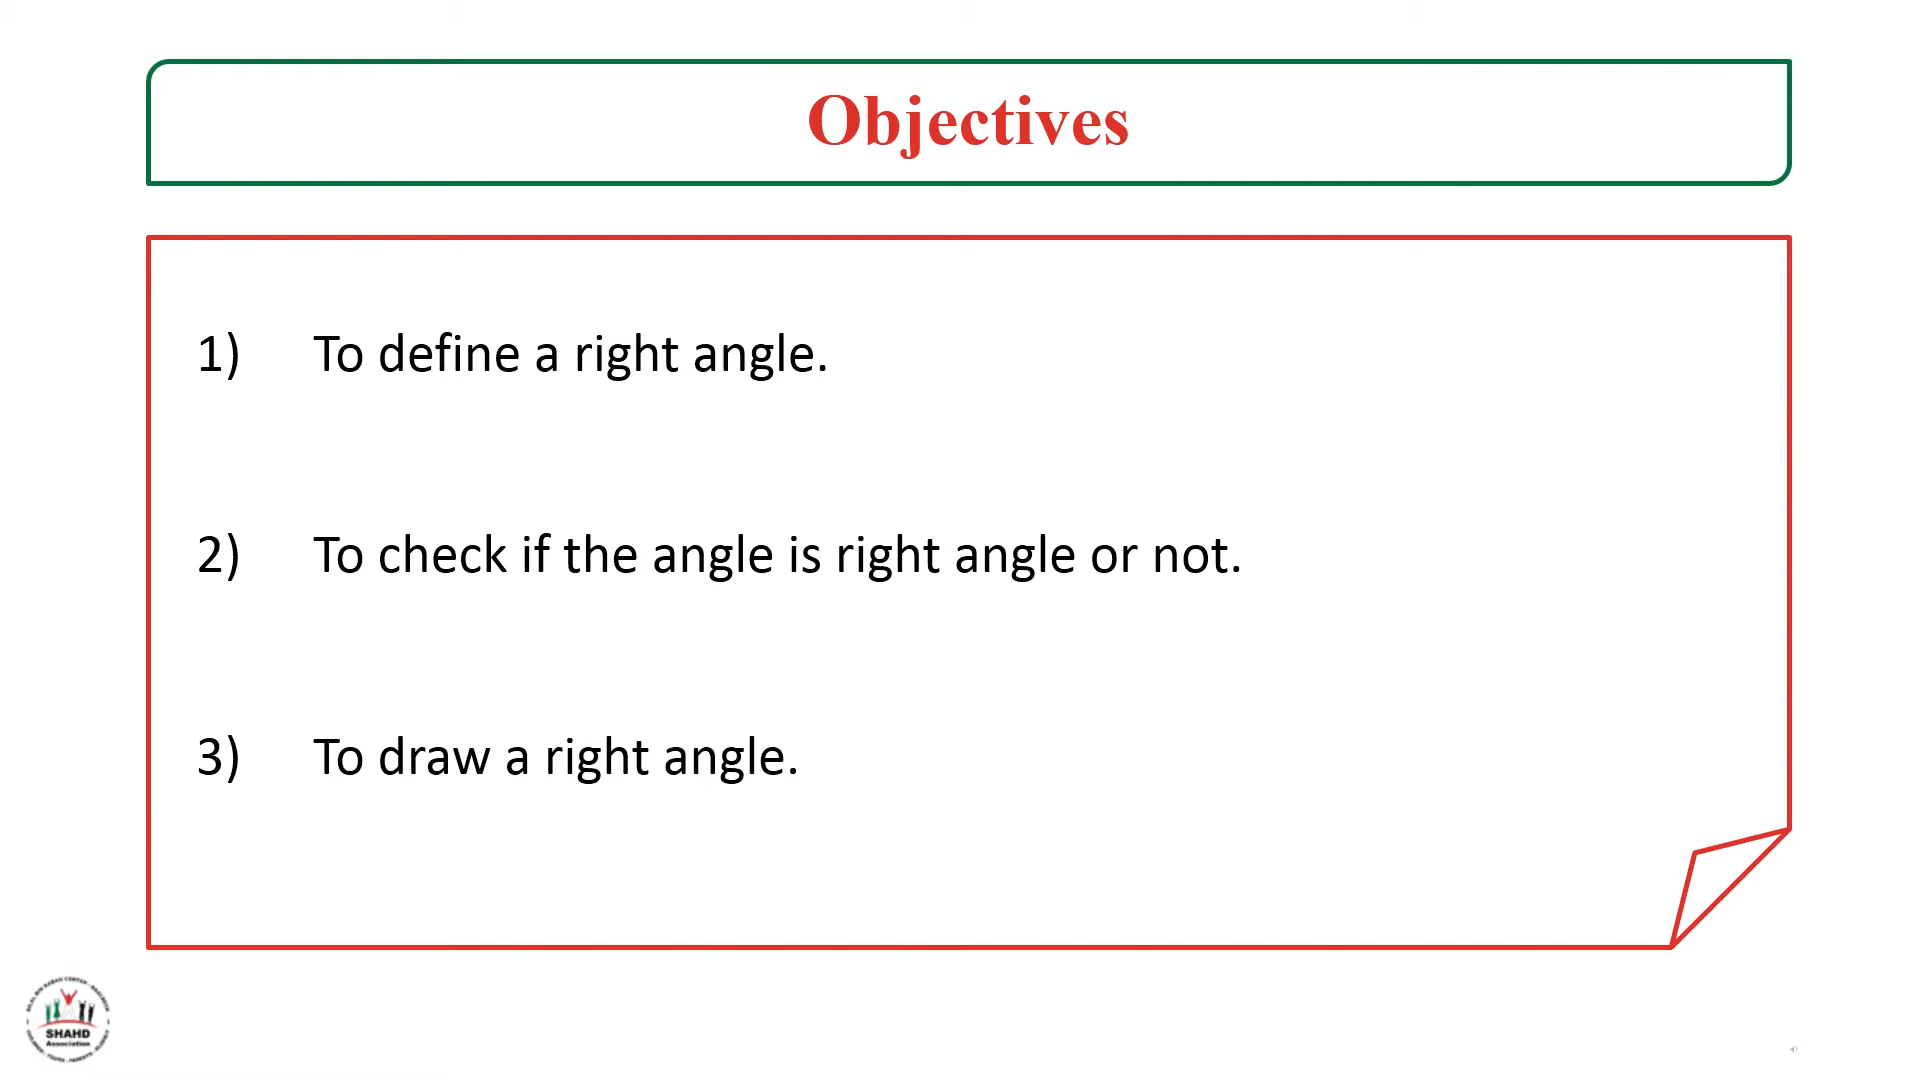 Objectives
1) To define a right angle.
2) To check if the angle is right angle or not.
3) To draw a right angle.
SHAHD
Association